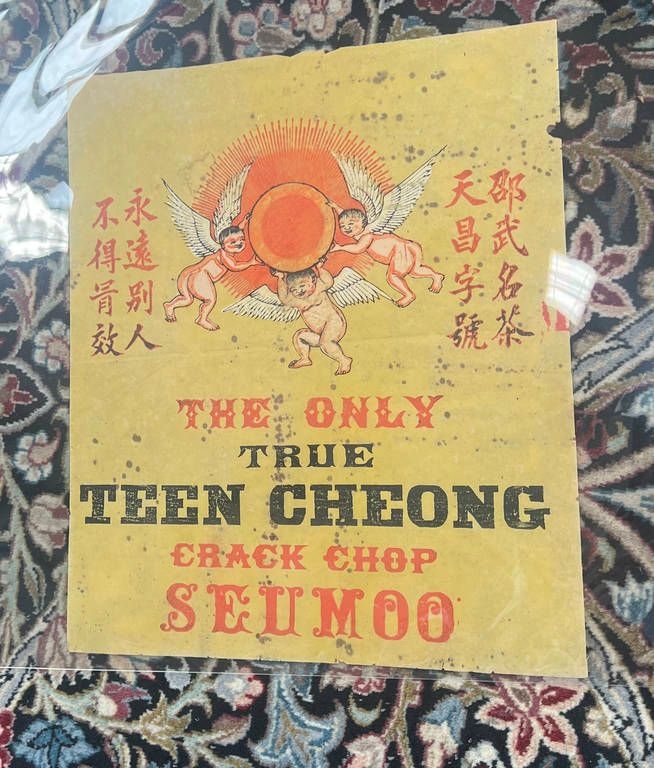 邵武名茶
天昌字號
永遠別人
不得效
THE ONLY
TRUE
TEEN CHEONG
CRACK CHOP
SEUMOO